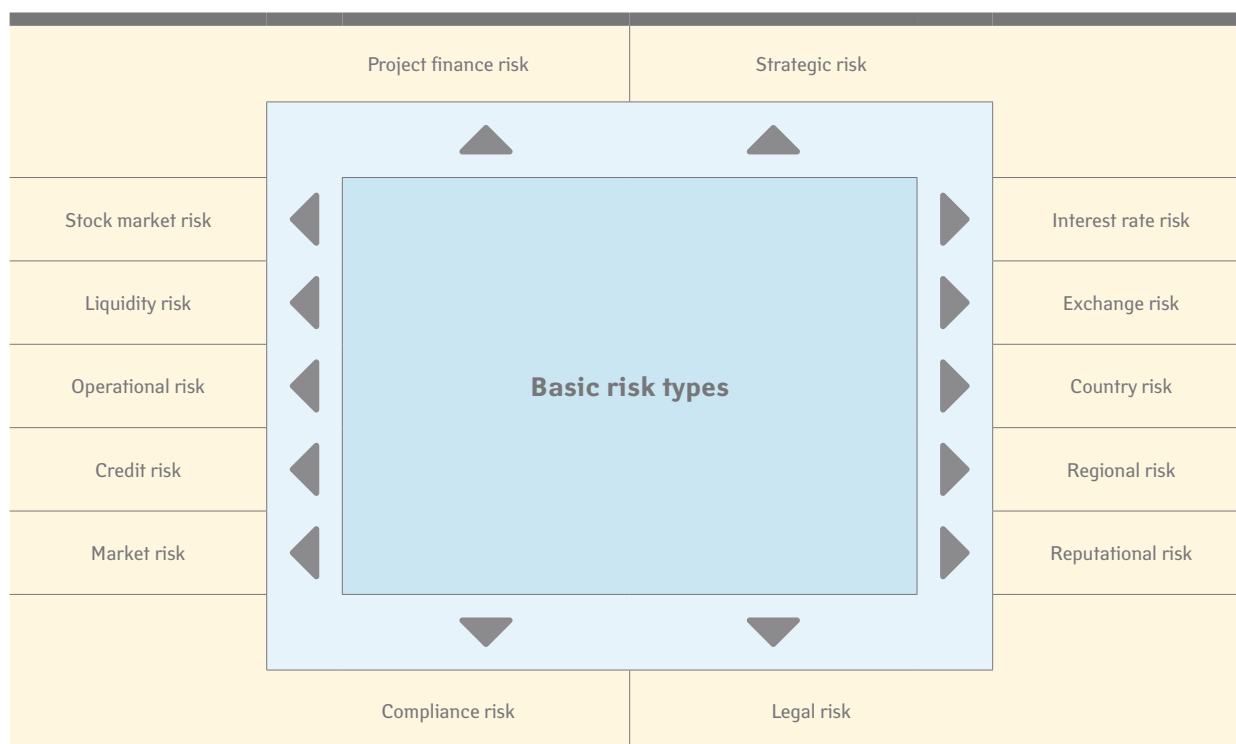 Project finance risk
Strategic risk
Stock market risk
Interest rate risk
Liquidity risk
Exchange risk
Operational risk
Basic risk types
Country risk
Credit risk
Regional risk
Market risk
Reputational risk
Compliance risk
Legal risk